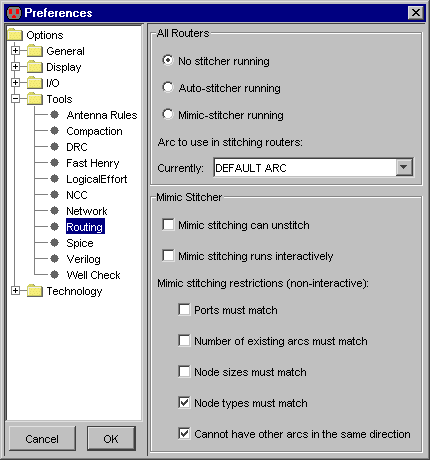 Preferences
Options
General
Display
I/O
Tools
Antenna Rules
Compaction
DRC
Fast Henry
LogicalEffort
NCC
Network
Routing
Spice
Verilog
Well Check
Technology
Cancel
OK
All Routers
No stitcher running
Auto-stitcher running
Mimic-stitcher running
Arc to use in stitching routers:
Currently: DEFAULT ARC
Mimic Stitcher
Mimic stitching can unstitch
Mimic stitching runs interactively
Mimic stitching restrictions (non-interactive):
Ports must match
Number of existing arcs must match
Node sizes must match
Node types must match
Cannot have other arcs in the same direction